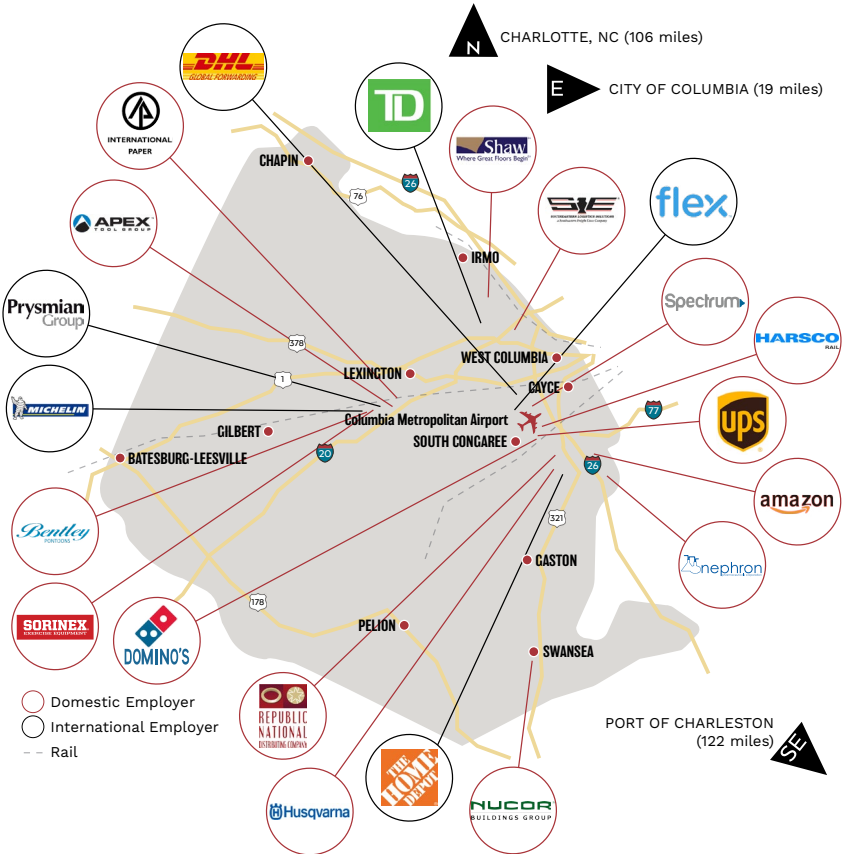 N
CHARLOTTE, NC (106 miles)
E
CITY OF COLUMBIA (19 miles)
DHL
GLOBAL FORWARDING
TD
INTERNATIONAL
PAPER
Shaw
Where Great Floors Begin
CHAPIN
26
76
flex
APEX
TOOL GROUP
SOUTHEASTERN LOGISTICS SOLUTIONS
IRMO
Prysmian
Group
Spectrum
HARSCO
RAIL
378
WEST COLUMBIA
LEXINGTON
1
CAYCE
MICHELIN
Columbia Metropolitan Airport
77
ups
GILBERT
SOUTH CONGAREE
20
BATESBURG-LEESVILLE
26
amazon
321
Bentley
PONTOONS
nephron
GASTON
178
SORINEX
EXERCISE EQUIPMENT
PELION
DOMINO'S
SWANSEA
Domestic Employer
International Employer
Rail
REPUBLIC
NATIONAL
DISTRIBUTING COMPANY
PORT OF CHARLESTON
(122 miles)
SE
THE
HOME
DEPOT
Husqvarna
NUCOR
BUILDINGS GROUP